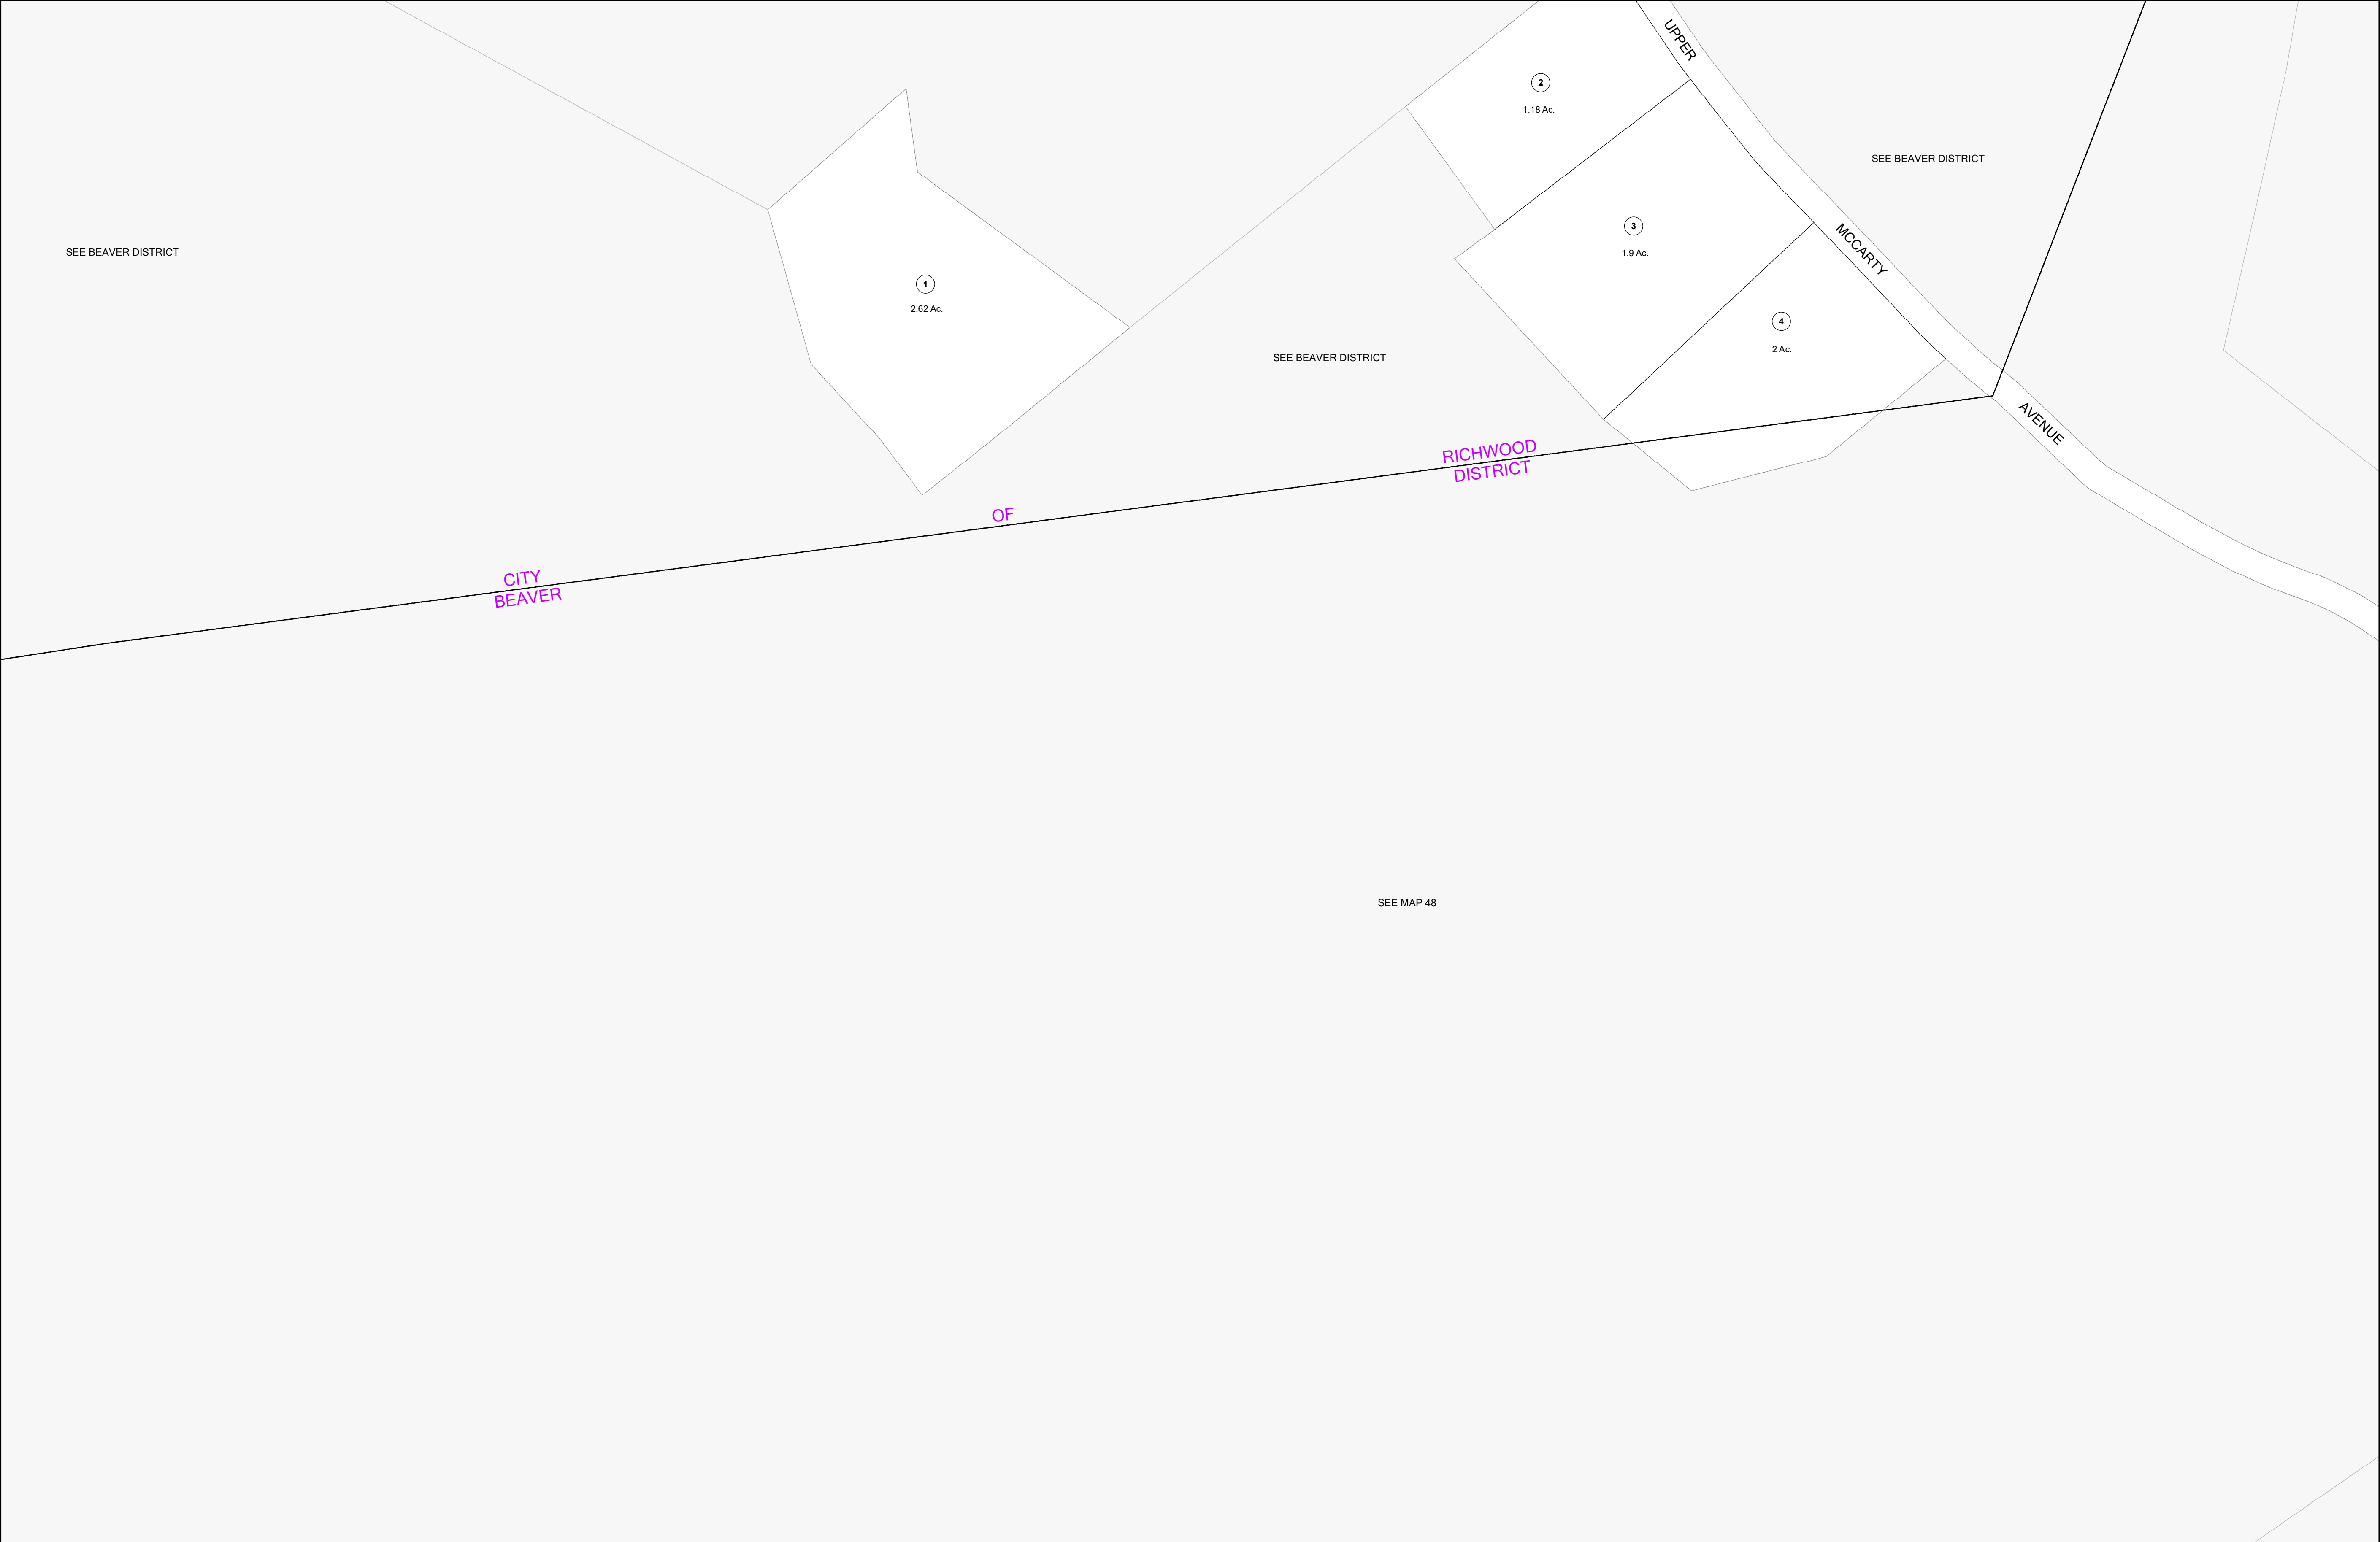 UPPER
2
1.18 Ac.
SEE BEAVER DISTRICT
3
1.9 Ac.
MCCARTY
SEE BEAVER DISTRICT
1
2.62 Ac.
4
2 Ac.
SEE BEAVER DISTRICT
AVENUE
CITY OF RICHWOOD
BEAVER DISTRICT
SEE MAP 48